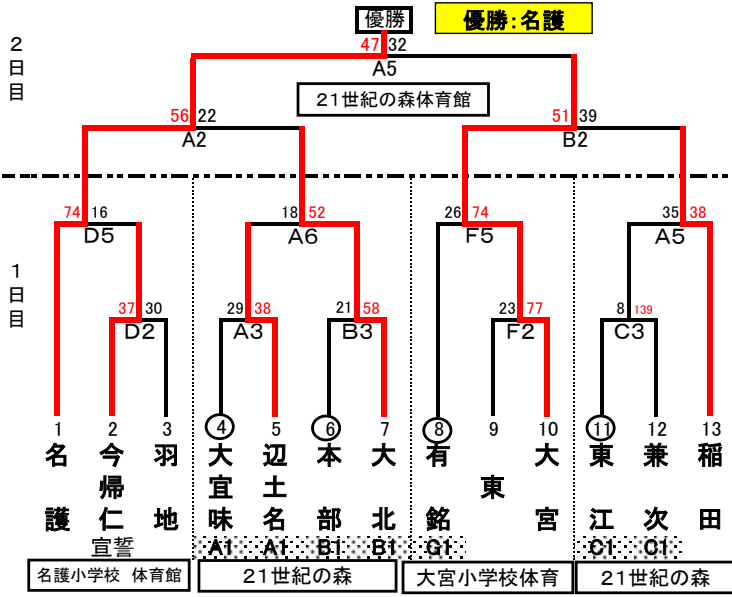 優勝
優勝：名護
2日目
47 32
A5
21世紀の森体育館
56 22
A2
51 39
B2
1日目
74 16
D5
18 52
A6
26 74
F5
35 38
A5
37 30
D2
29 38
A3
21 58
B3
23 77
F2
8 139
C3
1 2 3 4 5 6 7 8 9 10 11 12 13
名護
今帰仁
羽地
大宜味
辺土名
本部
大北
有銘
東
大宮
東江
兼次
稲田
宣誓
A1 A1 B1 B1 G1 C1 C1
名護小学校 体育館
21世紀の森
大宮小学校体育
21世紀の森